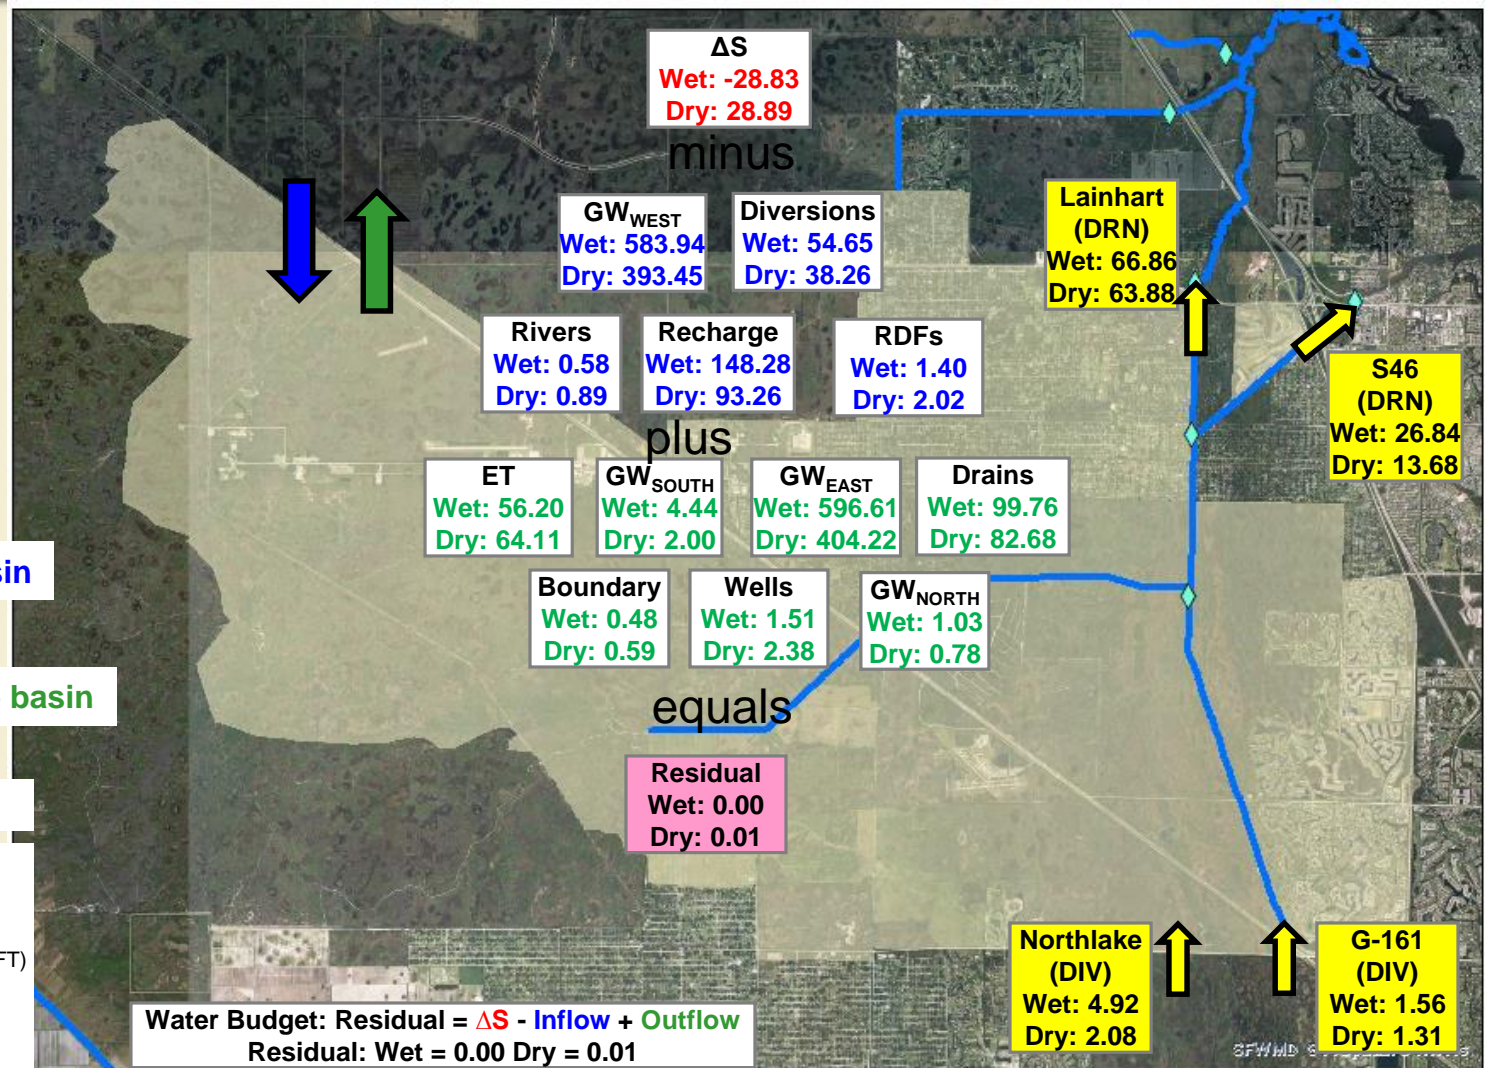 ΔS
Wet: -28.83
Dry: 28.89
minus
GWWEST
Wet: 583.94
Dry: 393.45
Diversions
Wet: 54.65
Dry: 38.26
Lainhart
(DRN)
Wet: 66.86
Dry: 63.88
Rivers
Wet: 0.58
Dry: 0.89
Recharge
Wet: 148.28
Dry: 93.26
RDFs
Wet: 1.40
Dry: 2.02
S46
(DRN)
Wet: 26.84
Dry: 13.68
plus
ET
Wet: 56.20
Dry: 64.11
GWSOUTH
Wet: 4.44
Dry: 2.00
GWEAST
Wet: 596.61
Dry: 404.22
Drains
Wet: 99.76
Dry: 82.68
sin
Boundary
Wet: 0.48
Dry: 0.59
Wells
Wet: 1.51
Dry: 2.38
GWNORTH
Wet: 1.03
Dry: 0.78
basin
equals
Residual
Wet: 0.00
Dry: 0.01
FT)
Northlake
(DIV)
Wet: 4.92
Dry: 2.08
G-161
(DIV)
Wet: 1.56
Dry: 1.31
Water Budget: Residual = ΔS - Inflow + Outflow
Residual: Wet = 0.00 Dry = 0.01
SFWMD